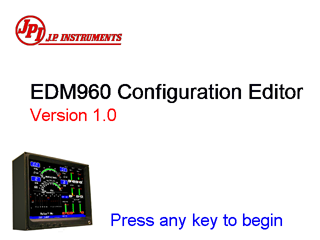 JPI J.P. INSTRUMENTS
EDM960 Configuration Editor
Version 1.0
Press any key to begin